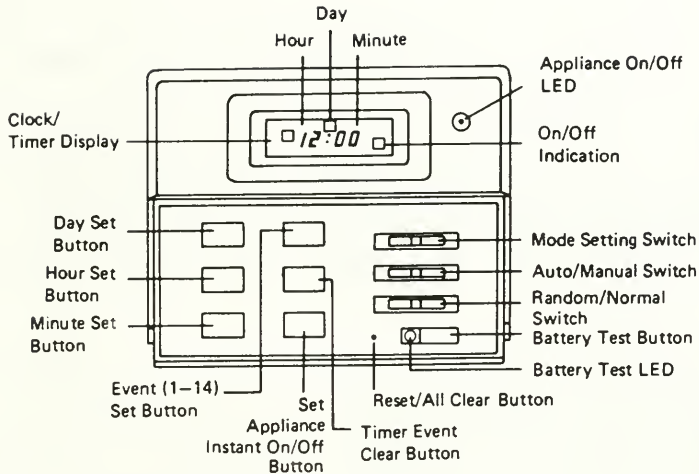 Day
Hour
Minute
Appliance On/Off
LED
Clock/
Timer Display
12:00
On/Off
Indication
Day Set
Button
Mode Setting Switch
Hour Set
Button
Auto/Manual Switch
Random/Normal
Switch
Minute Set
Button
Battery Test Button
Battery Test LED
Event (1–14)
Set Button
Set
Appliance
Instant On/Off
Button
Reset/All Clear Button
Timer Event
Clear Button